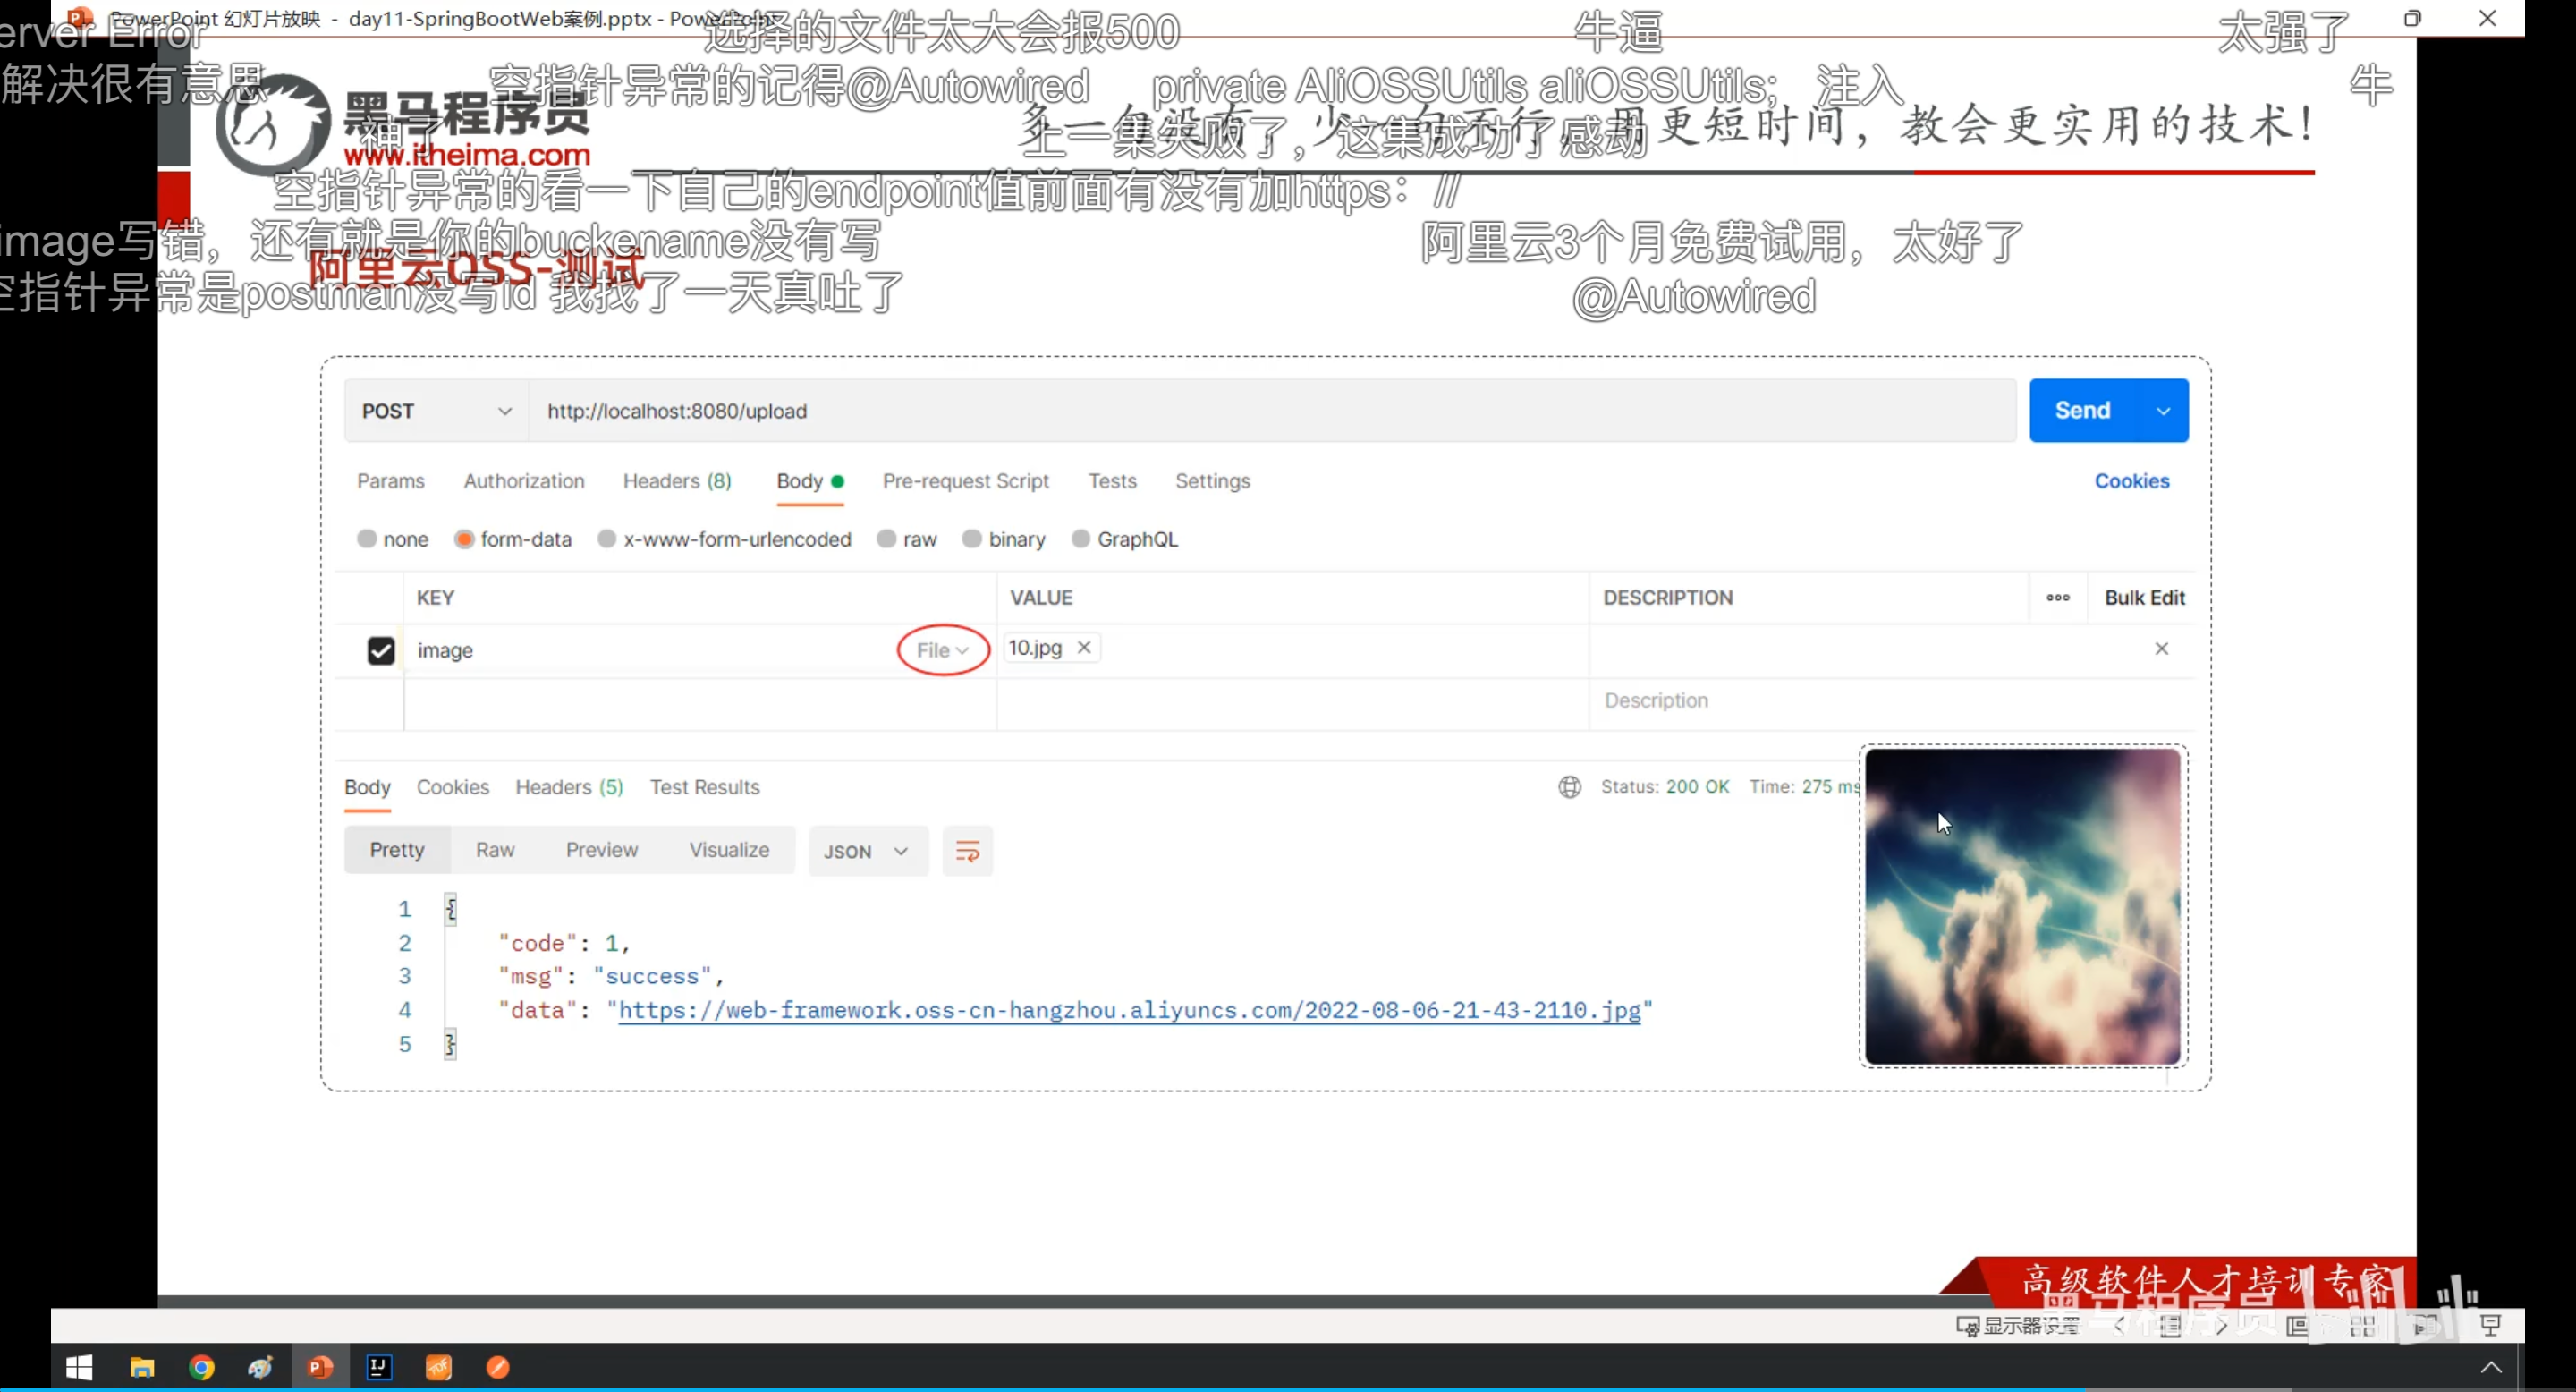 PowerPoint 幻灯片放映 - day11-SpringBootWeb案例.pptx - PowerPoint
erver Error
选择的文件太大会报500
牛逼
太强了
解决很有意思
空指针异常的记得@Autowired private AliOSSUtils aliOSSUtils; 注入
牛
黑马程序员
www.itheima.com
神了
多一句没有，少一句不行，用更短时间，教会更实用的技术！
上一集失败了，这集成功了感动
空指针异常的看一下自己的endpoint值前面有没有加https：//
image写错，还有就是你的buckename没有写
阿里云3个月免费试用，太好了
阿里云OSS-测试
空指针异常是postman没写id 我找了一天真吐了
@Autowired
POST
http://localhost:8080/upload
Send
Params Authorization Headers (8) Body Pre-request Script Tests Settings Cookies
none form-data x-www-form-urlencoded raw binary GraphQL
KEY VALUE DESCRIPTION Bulk Edit
image File 10.jpg
Description
Body Cookies Headers (5) Test Results Status: 200 OK Time: 275 ms
Pretty Raw Preview Visualize JSON
1 {
2 "code": 1,
3 "msg": "success",
4 "data": "https://web-framework.oss-cn-hangzhou.aliyuncs.com/2022-08-06-21-43-2110.jpg"
5 }
高级软件人才培训专家
黑马程序员
显示器设置